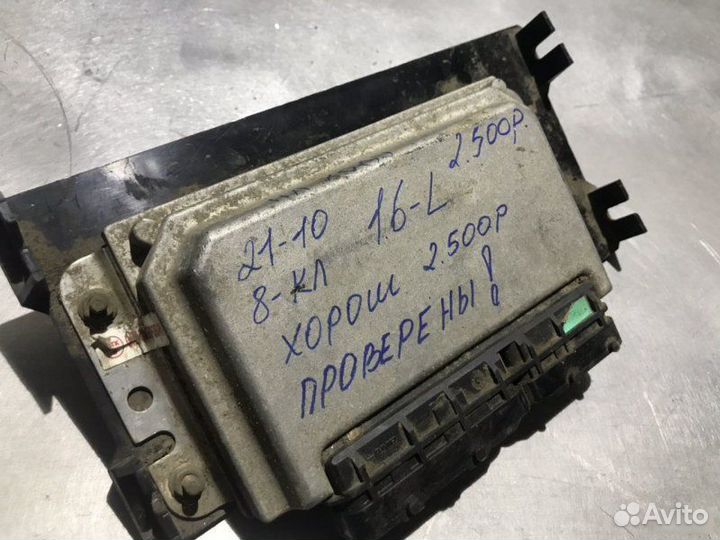 21-10 1.6-L 2.500р.
8-КЛ
ХОРОШ 2.500р
ПРОВЕРЕНЫ!
Avito